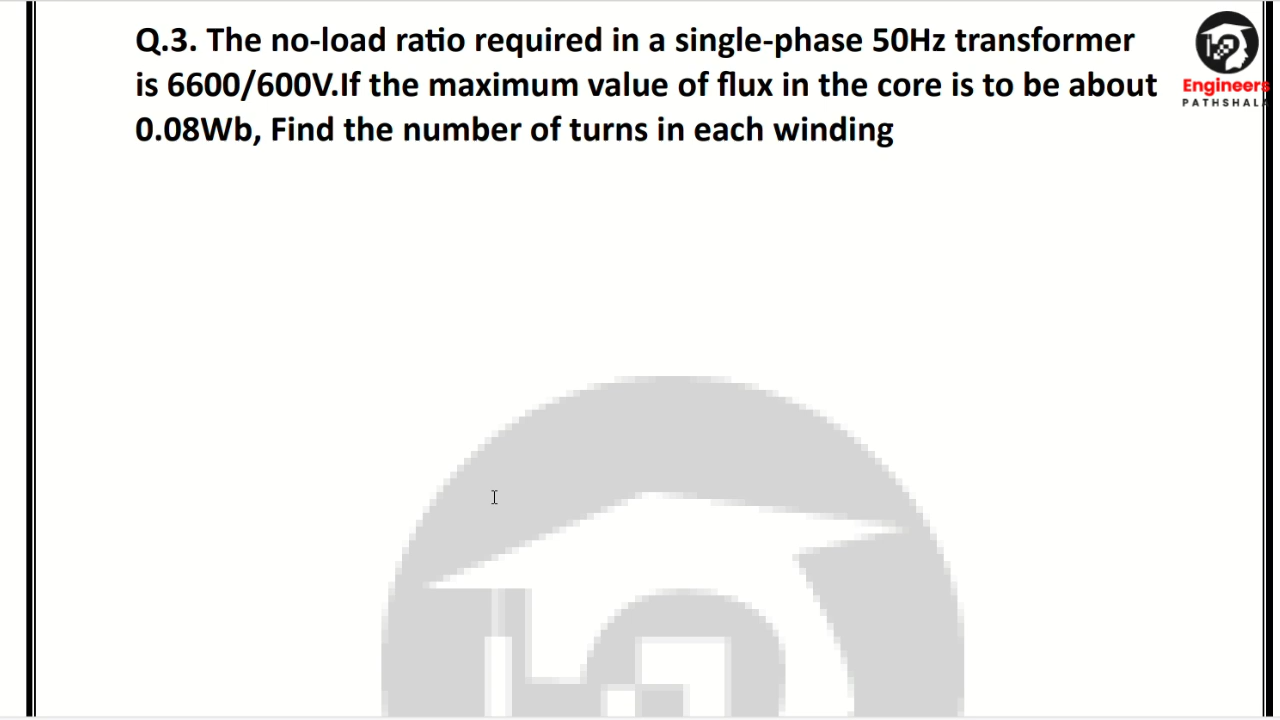 Q.3. The no-load ratio required in a single-phase 50Hz transformer
is 6600/600V.If the maximum value of flux in the core is to be about
0.08Wb, Find the number of turns in each winding
Engineers
PATHSHALA